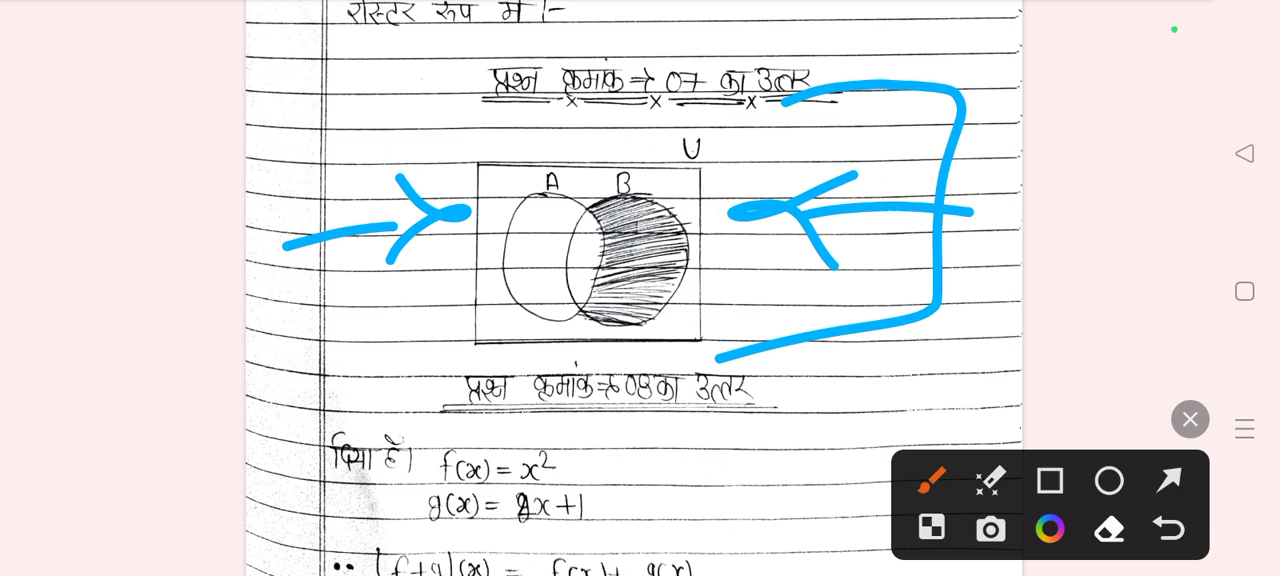 रोस्टर रूप में :-
प्रश्न क्रमांक → 07 का उत्तर
U
A B
प्रश्न क्रमांक → 08 का उत्तर
दिया है। f(x) = x²
g(x) = 2x+1
∵ (f+g)(x) = f(x) + g(x)